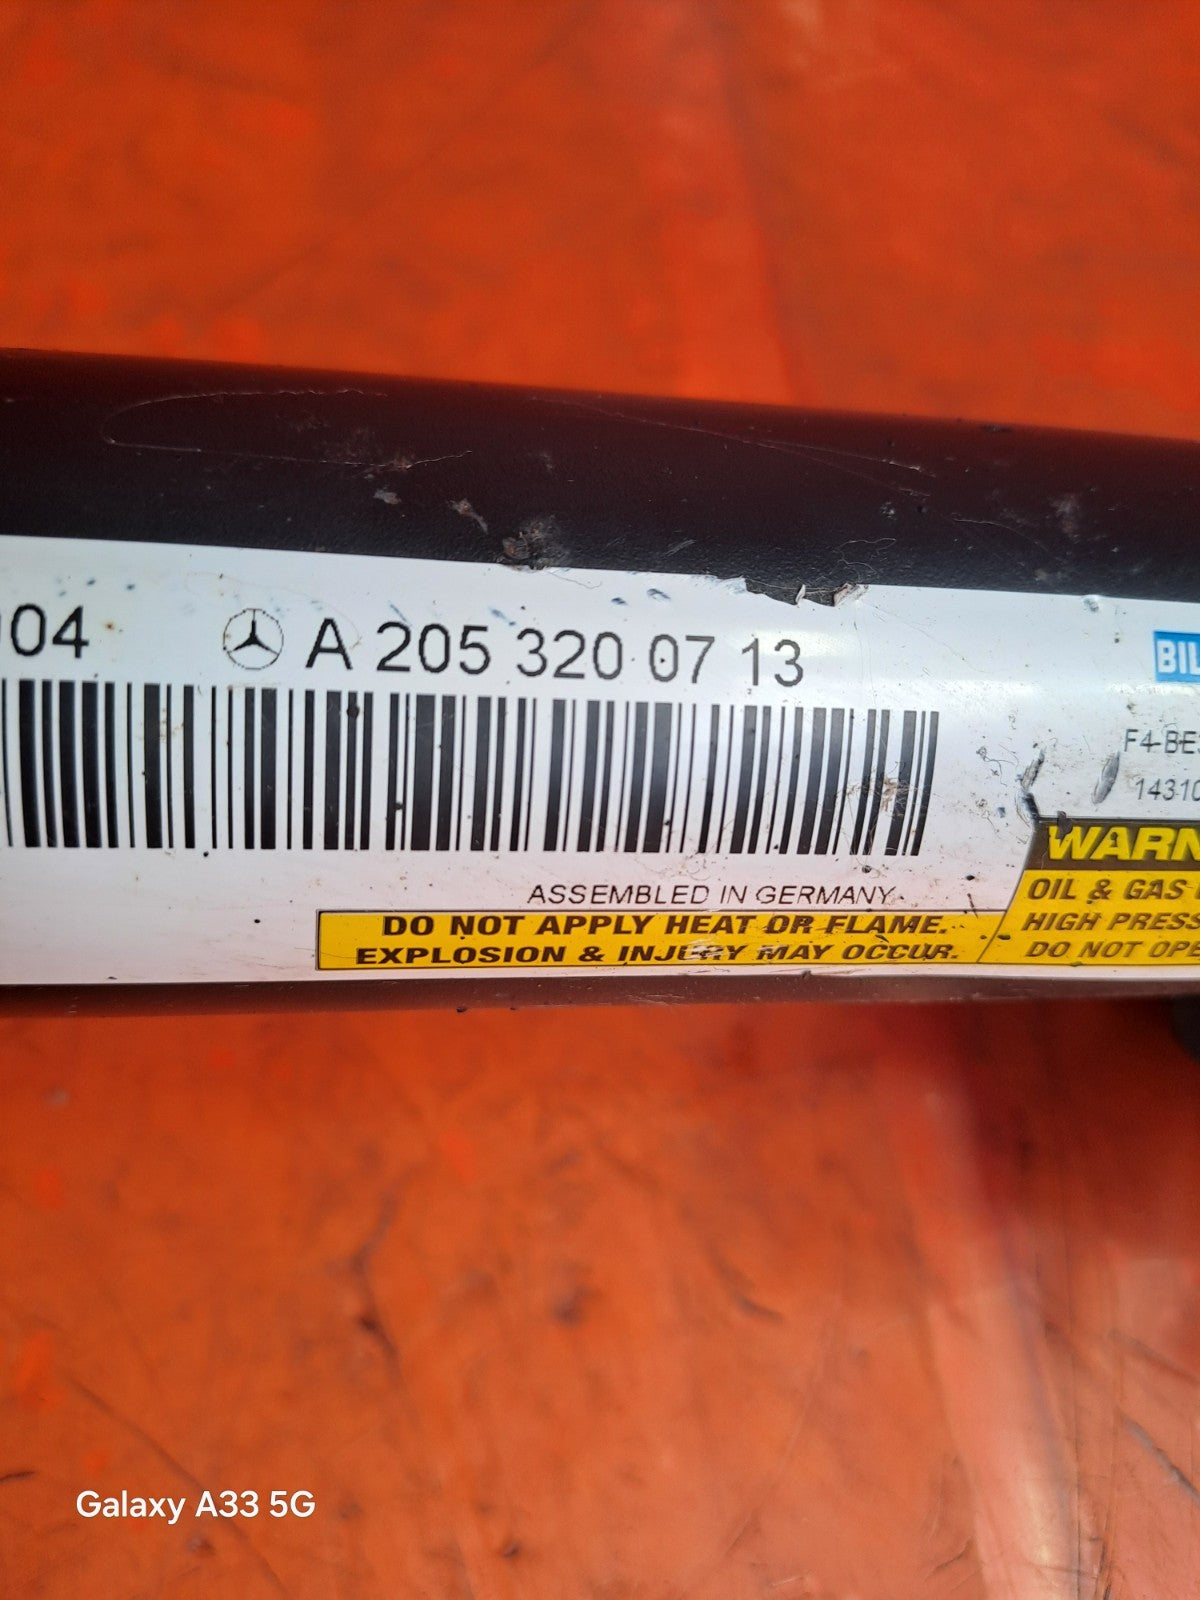 04 A 205 320 07 13
BIL
F4-BE
1431
ASSEMBLED IN GERMANY
WARN
OIL & GAS
HIGH PRESS
DO NOT OPE
DO NOT APPLY HEAT OR FLAME.
EXPLOSION & INJURY MAY OCCUR.
Galaxy A33 5G